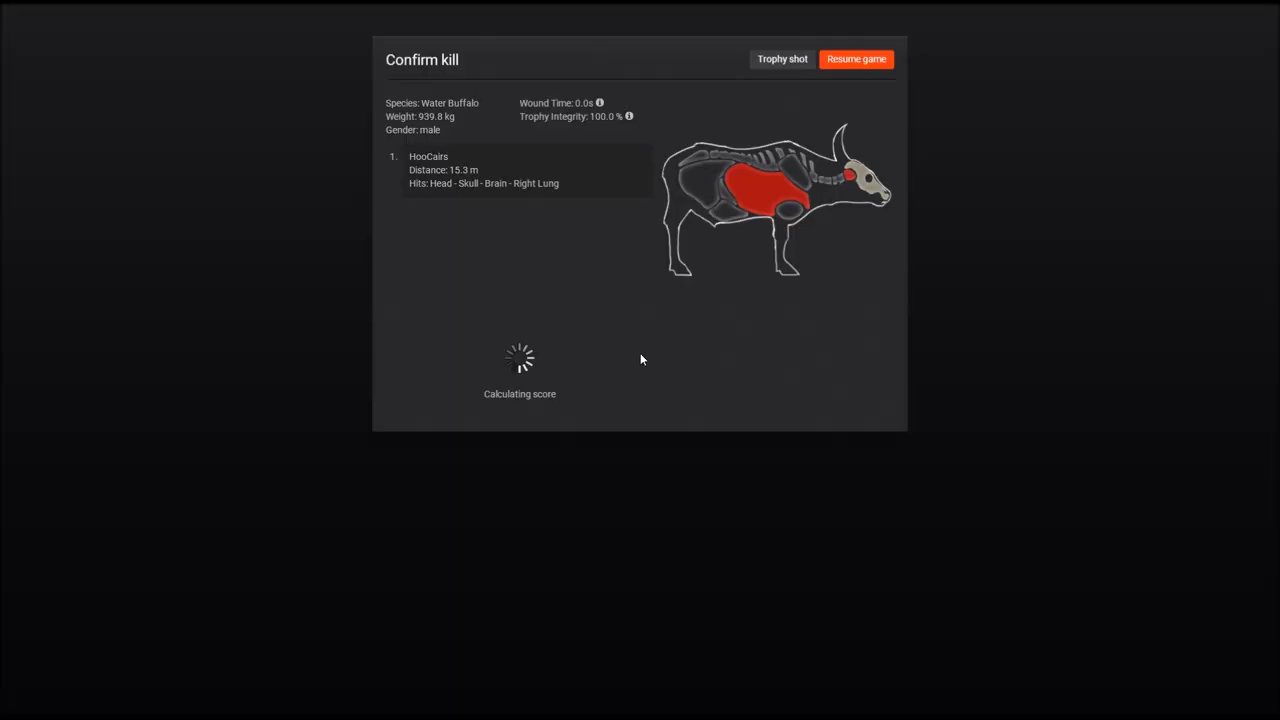 Confirm kill
Trophy shot
Resume game
Species: Water Buffalo
Weight: 939.8 kg
Gender: male
Wound Time: 0.0s
Trophy Integrity: 100.0 %
1. HooCairs
Distance: 15.3 m
Hits: Head - Skull - Brain - Right Lung
Calculating score